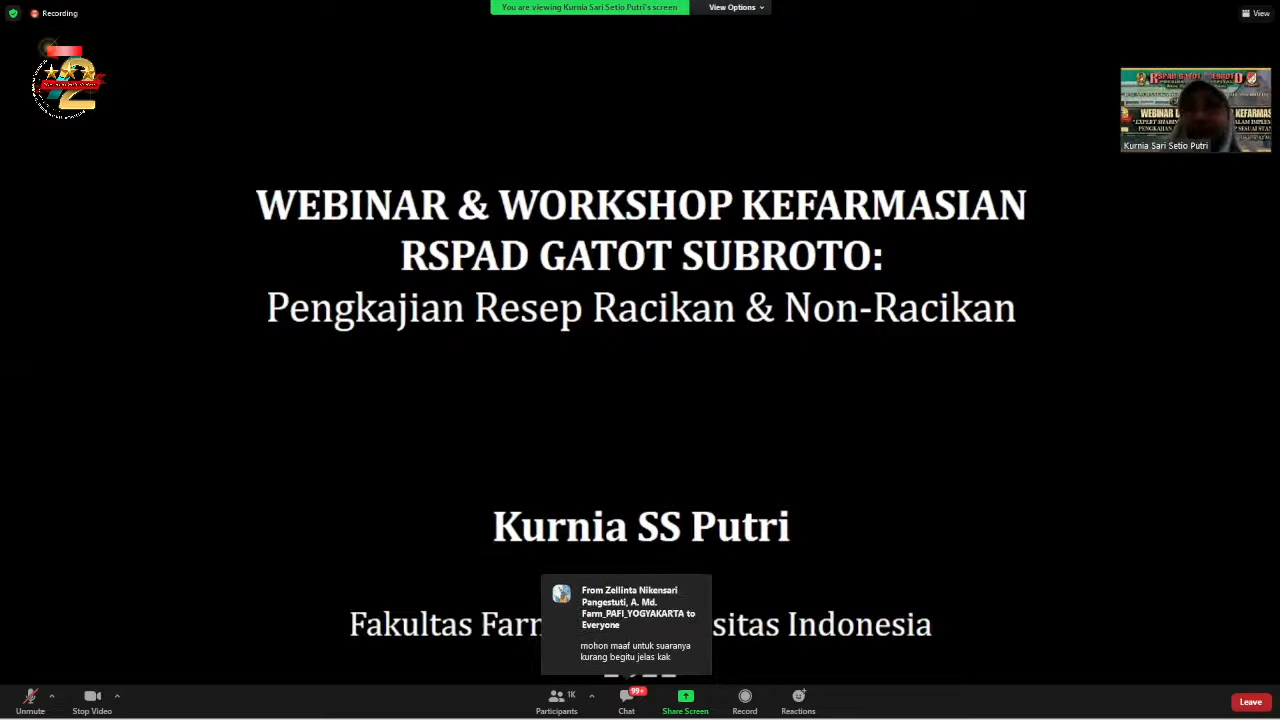 Recording
You are viewing Kurnia Sari Setio Putri's screen
View Options
View
RSPAD GATOT
Kurnia Sari Setio Putri
WEBINAR & WORKSHOP KEFARMASIAN
RSPAD GATOT SUBROTO:
Pengkajian Resep Racikan & Non-Racikan
Kurnia SS Putri
Fakultas Farm
sitas Indonesia
From Zellinta Nikensari
Pangestuti, A. Md.
Farm_PAFI_YOGYAKARTA to
Everyone
mohon maaf untuk suaranya
kurang begitu jelas kak
Unmute
Stop Video
1K
Participants
99+
Chat
Share Screen
Record
Reactions
Leave